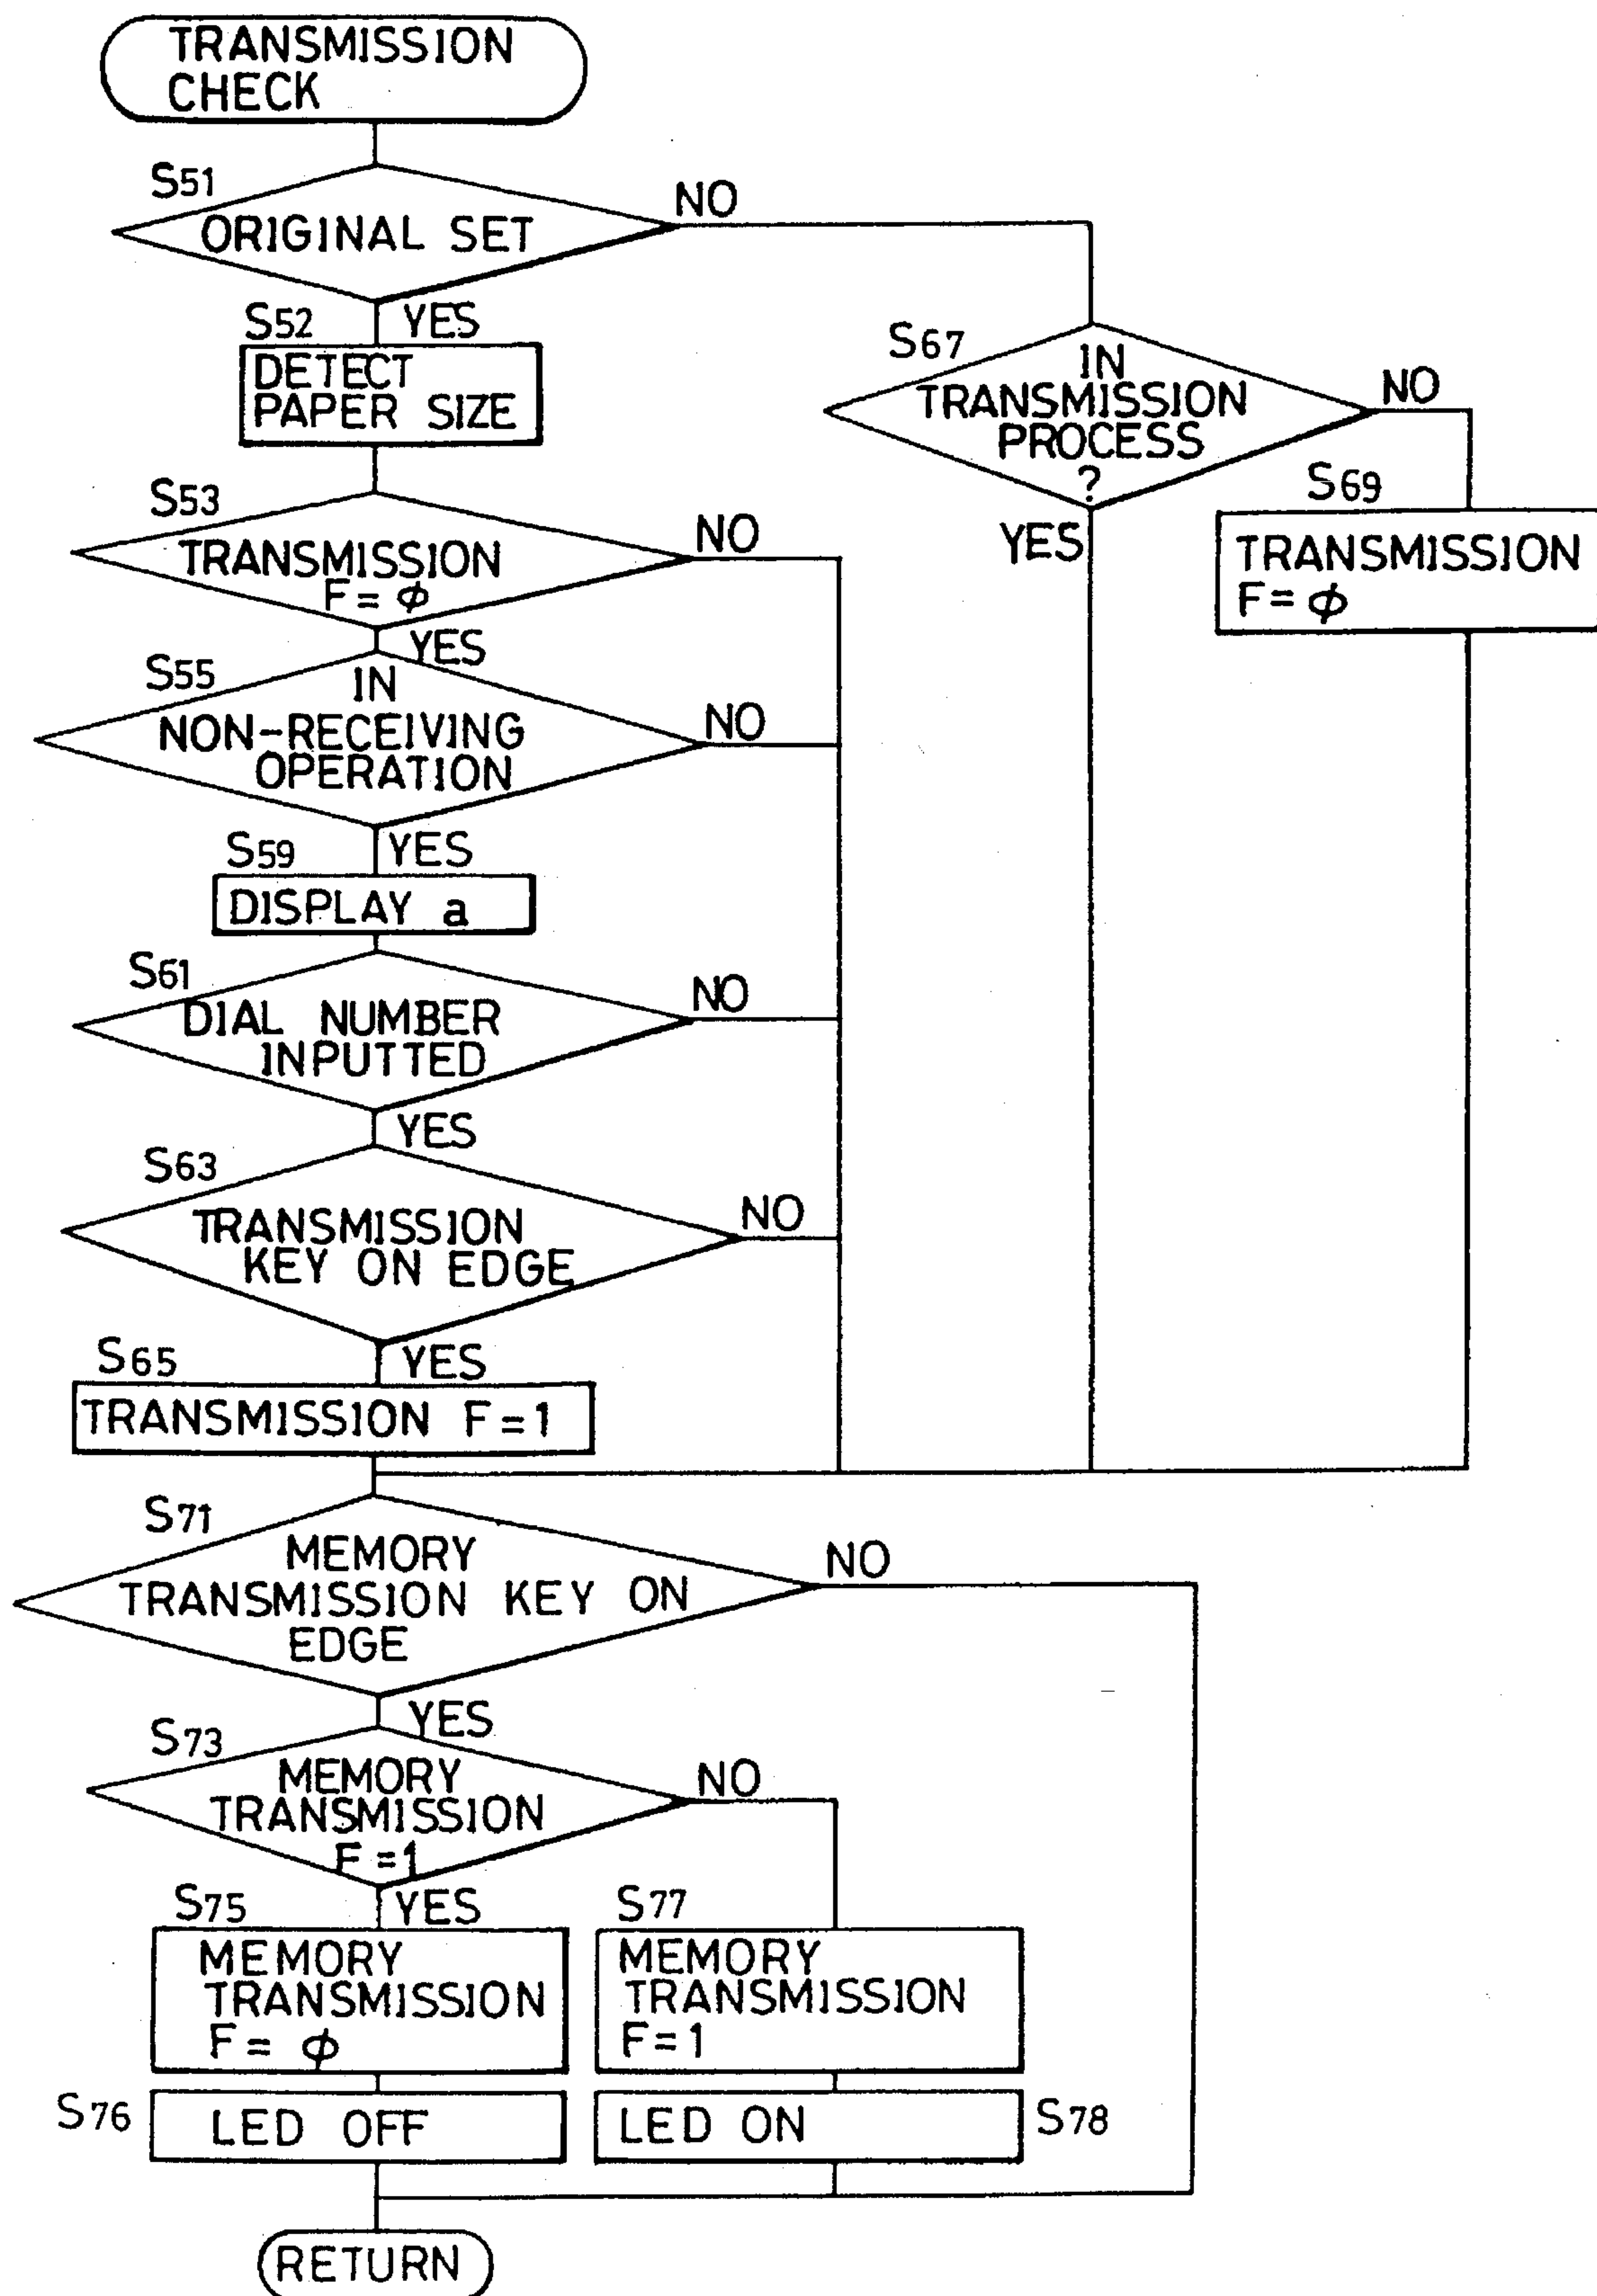 TRANSMISSION
CHECK
S51
ORIGINAL SET
NO
YES
S52
DETECT
PAPER SIZE
S67
IN
TRANSMISSION
PROCESS
?
NO
YES
S69
TRANSMISSION
F=ϕ
S53
TRANSMISSION
F=ϕ
NO
YES
S55
IN
NON-RECEIVING
OPERATION
NO
YES
S59
DISPLAY a
S61
DIAL NUMBER
INPUTTED
NO
YES
S63
TRANSMISSION
KEY ON EDGE
NO
YES
S65
TRANSMISSION F=1
S71
MEMORY
TRANSMISSION KEY ON
EDGE
NO
YES
S73
MEMORY
TRANSMISSION
F=1
NO
YES
S75
MEMORY
TRANSMISSION
F=ϕ
S77
MEMORY
TRANSMISSION
F=1
S76
LED OFF
LED ON
S78
RETURN